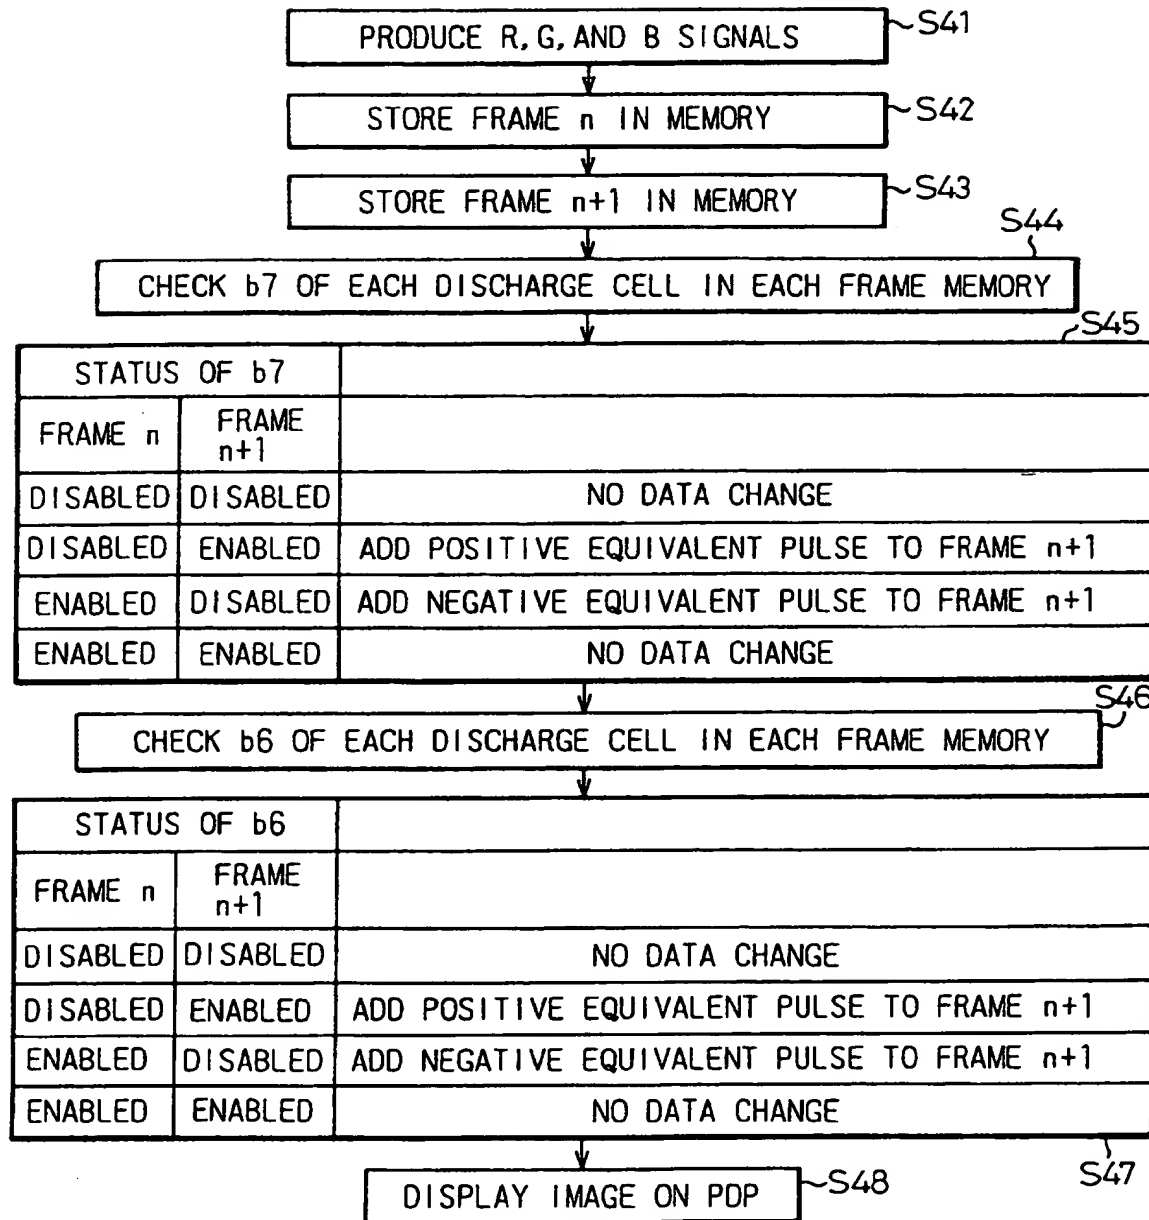 PRODUCE R, G, AND B SIGNALS
S41
STORE FRAME n IN MEMORY
S42
STORE FRAME n+1 IN MEMORY
S43
S44
CHECK b7 OF EACH DISCHARGE CELL IN EACH FRAME MEMORY
S45
STATUS OF b7
FRAME n
FRAME
n+1
DISABLED DISABLED NO DATA CHANGE
DISABLED ENABLED ADD POSITIVE EQUIVALENT PULSE TO FRAME n+1
ENABLED DISABLED ADD NEGATIVE EQUIVALENT PULSE TO FRAME n+1
ENABLED ENABLED NO DATA CHANGE
S46
CHECK b6 OF EACH DISCHARGE CELL IN EACH FRAME MEMORY
STATUS OF b6
FRAME n
FRAME
n+1
DISABLED DISABLED NO DATA CHANGE
DISABLED ENABLED ADD POSITIVE EQUIVALENT PULSE TO FRAME n+1
ENABLED DISABLED ADD NEGATIVE EQUIVALENT PULSE TO FRAME n+1
ENABLED ENABLED NO DATA CHANGE
S47
DISPLAY IMAGE ON PDP
S48